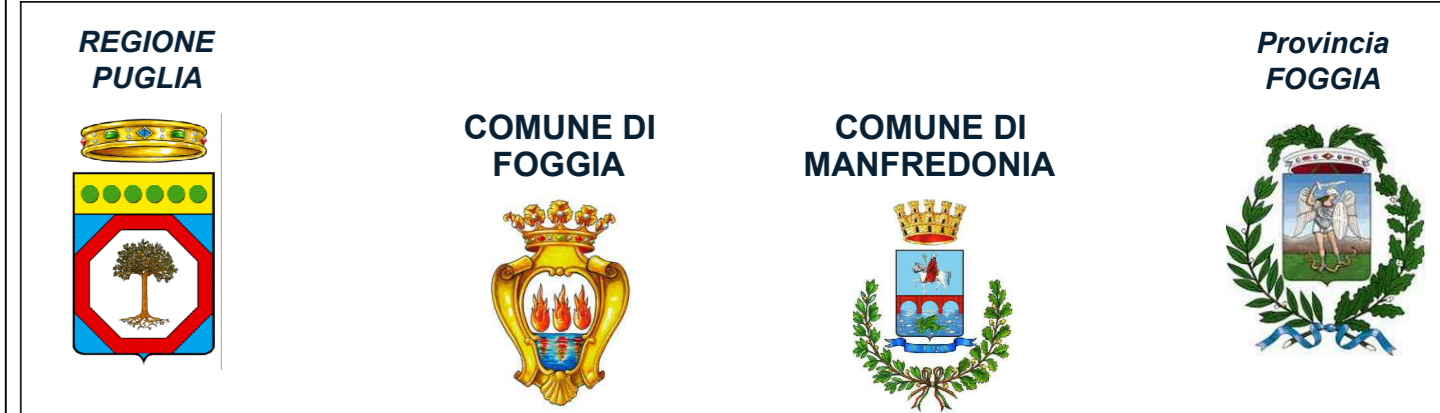 REGIONE
PUGLIA
COMUNE DI
FOGGIA
COMUNE DI
MANFREDONIA
Provincia
FOGGIA